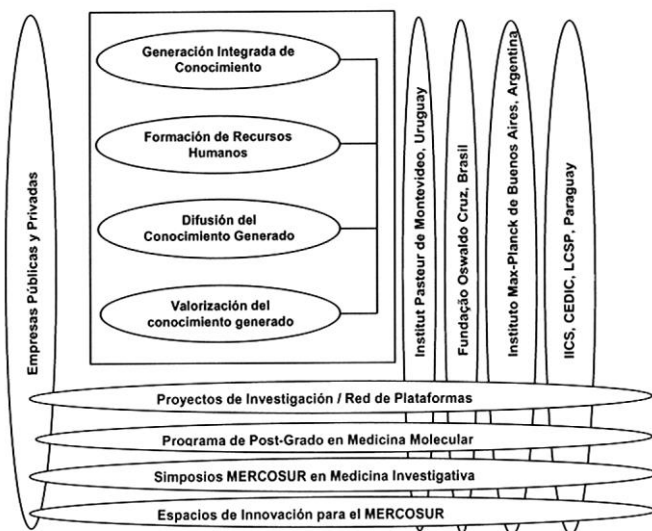 Generación Integrada de
Conocimiento
Formación de Recursos
Humanos
Difusión del
Conocimiento Generado
Valorización del
conocimiento generado
Empresas Públicas y Privadas
Institut Pasteur de Montevideo, Uruguay
Fundação Oswaldo Cruz, Brasil
Instituto Max-Planck de Buenos Aires, Argentina
IICS, CEDIC, LCSP, Paraguay
Proyectos de Investigación / Red de Plataformas
Programa de Post-Grado en Medicina Molecular
Simposios MERCOSUR en Medicina Investigativa
Espacios de Innovación para el MERCOSUR